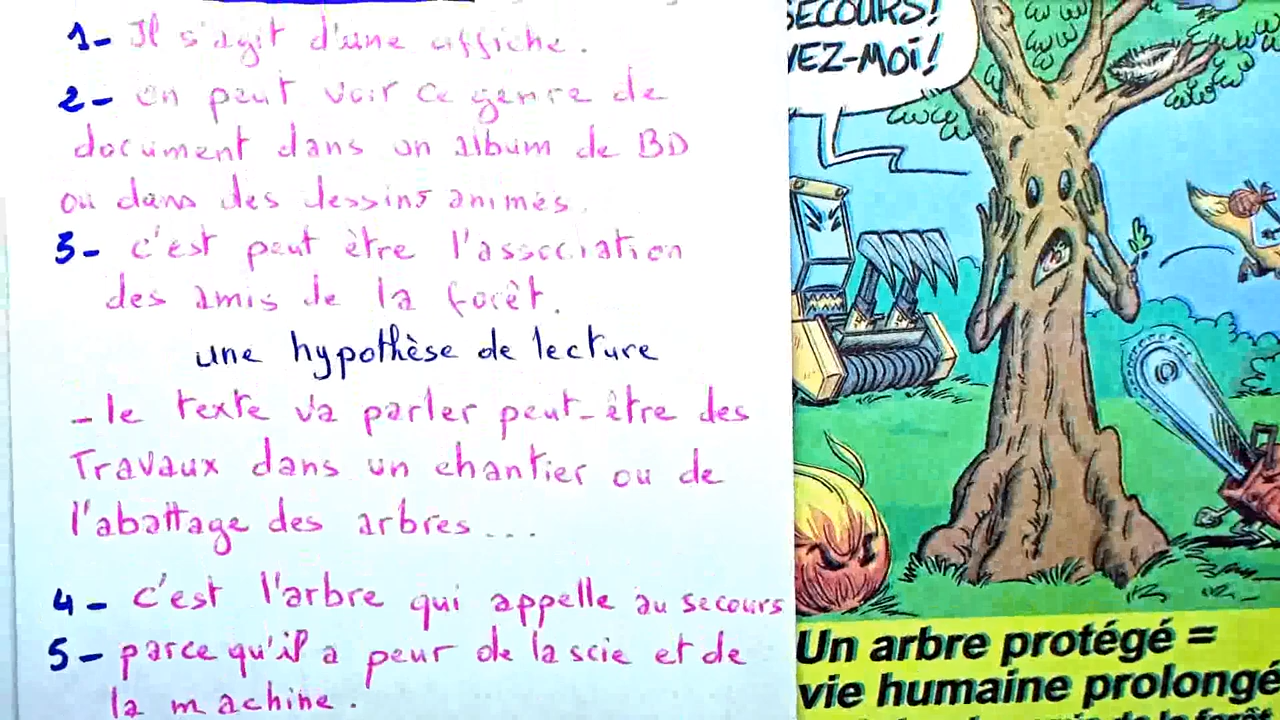 1- Il s'agit d'une affiche.
2- on peut voir ce genre de
document dans un album de BD
ou dans des dessins animés.
3- c'est peut être l'association
des amis de la forêt.
une hypothèse de lecture
- le texte va parler peut-être des
Travaux dans un chantier ou de
l'abattage des arbres...
4- c'est l'arbre qui appelle au secours
5- parce qu'il a peur de la scie et de
la machine.
SECOURS!
VEZ-MOI!
Un arbre protégé =
vie humaine prolongé
de la forêt